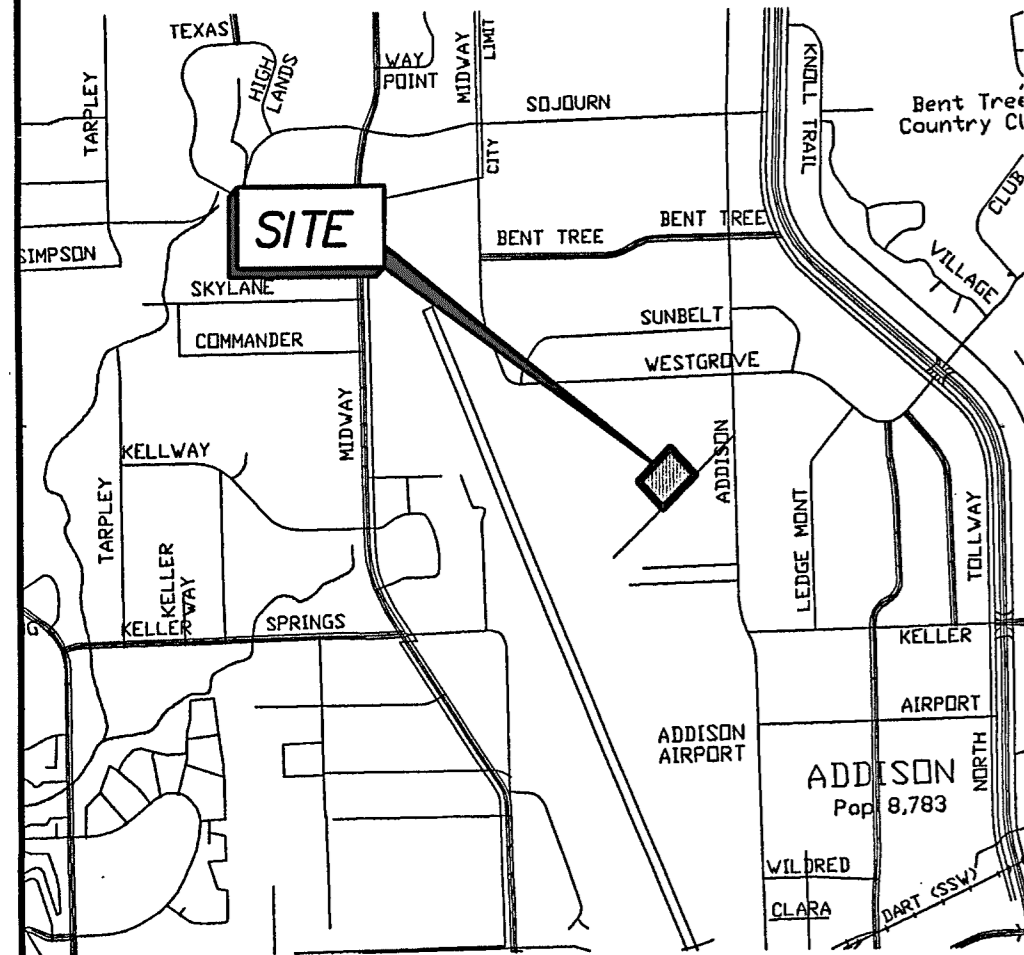 TEXAS
HIGH
LANDS
WAY
POINT
MIDWAY
LIMIT
CITY
SOJOURN
KNOLL TRAIL
Bent Tree
Country Cl
TARPLEY
CLUB
SITE
SIMPSON
BENT TREE
BENT TREE
VILLAGE
SKYLANE
COMMANDER
SUNBELT
WESTGROVE
MIDWAY
KELLWAY
TARPLEY
KELLER
WAY
ADDISON
LEDGE MONT
TOLLWAY
G
KELLER
SPRINGS
KELLER
AIRPORT
ADDISON
AIRPORT
NORTH
ADDISON
Pop 8,783
WILDRED
CLARA
DART (SSW)